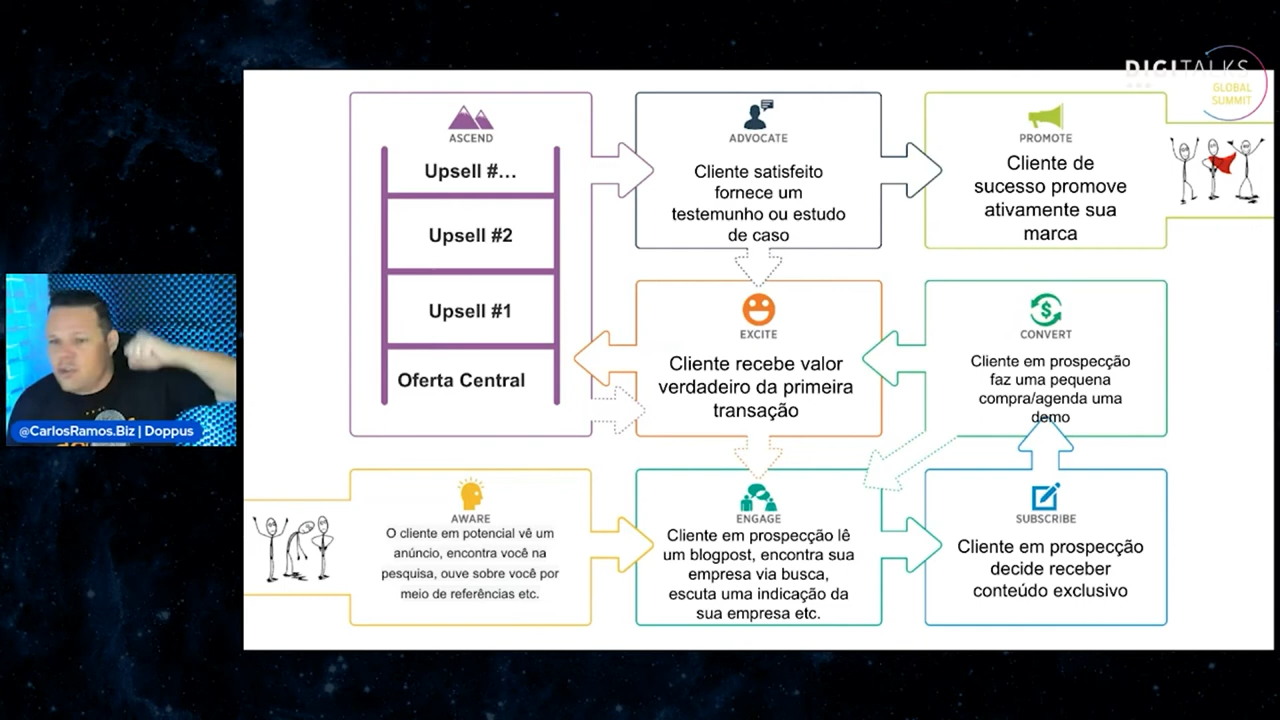 DIGITALKS
GLOBAL
SUMMIT
ASCEND
Upsell #...
Upsell #2
Upsell #1
Oferta Central
ADVOCATE
Cliente satisfeito
fornece um
testemunho ou estudo
de caso
PROMOTE
Cliente de
sucesso promove
ativamente sua
marca
EXCITE
Cliente recebe valor
verdadeiro da primeira
transação
CONVERT
Cliente em prospecção
faz uma pequena
compra/agenda uma
demo
@CarlosRamos.Biz | Doppus
AWARE
O cliente em potencial vê um
anúncio, encontra você na
pesquisa, ouve sobre você por
meio de referências etc.
ENGAGE
Cliente em prospecção lê
um blogpost, encontra sua
empresa via busca,
escuta uma indicação da
sua empresa etc.
SUBSCRIBE
Cliente em prospecção
decide receber
conteúdo exclusivo